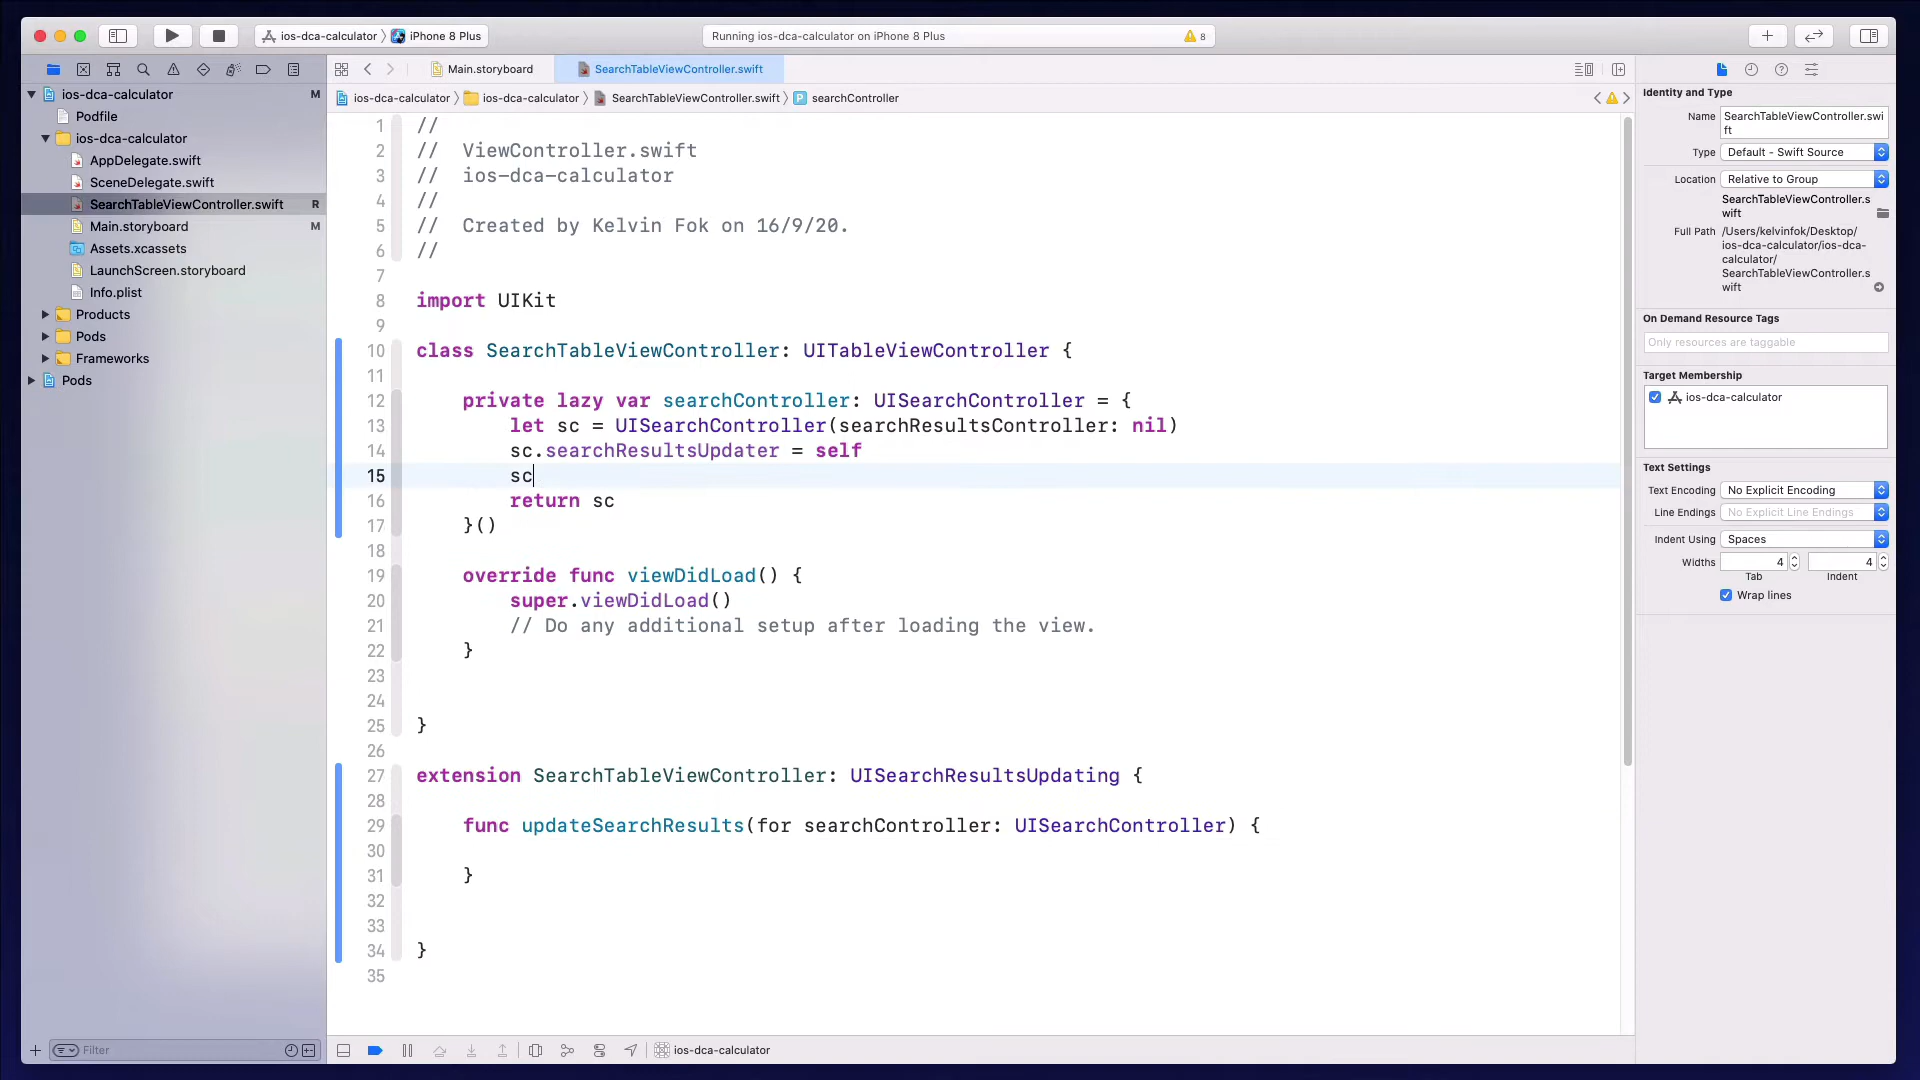 ios-dca-calculator
iPhone 8 Plus
Running ios-dca-calculator on iPhone 8 Plus
8
Main.storyboard
SearchTableViewController.swift
ios-dca-calculator
ios-dca-calculator
SearchTableViewController.swift
P
searchController
ios-dca-calculator
M
Podfile
ios-dca-calculator
AppDelegate.swift
SceneDelegate.swift
SearchTableViewController.swift
R
Main.storyboard
M
Assets.xcassets
LaunchScreen.storyboard
Info.plist
Products
Pods
Frameworks
Pods
Filter
1 //
2 //  ViewController.swift
3 //  ios-dca-calculator
4 //
5 //  Created by Kelvin Fok on 16/9/20.
6 //
7
8 import UIKit
9
10 class SearchTableViewController: UITableViewController {
11
12     private lazy var searchController: UISearchController = {
13         let sc = UISearchController(searchResultsController: nil)
14         sc.searchResultsUpdater = self
15         sc
16         return sc
17     }()
18
19     override func viewDidLoad() {
20         super.viewDidLoad()
21         // Do any additional setup after loading the view.
22     }
23
24
25 }
26
27 extension SearchTableViewController: UISearchResultsUpdating {
28
29     func updateSearchResults(for searchController: UISearchController) {
30
31     }
32
33
34 }
35
ios-dca-calculator
Identity and Type
Name SearchTableViewController.swi
ft
Type Default - Swift Source
Location Relative to Group
SearchTableViewController.s
wift
Full Path /Users/kelvinfok/Desktop/
ios-dca-calculator/ios-dca-
calculator/
SearchTableViewController.s
wift
On Demand Resource Tags
Only resources are taggable
Target Membership
ios-dca-calculator
Text Settings
Text Encoding No Explicit Encoding
Line Endings No Explicit Line Endings
Indent Using Spaces
Widths 4 4
Tab Indent
Wrap lines